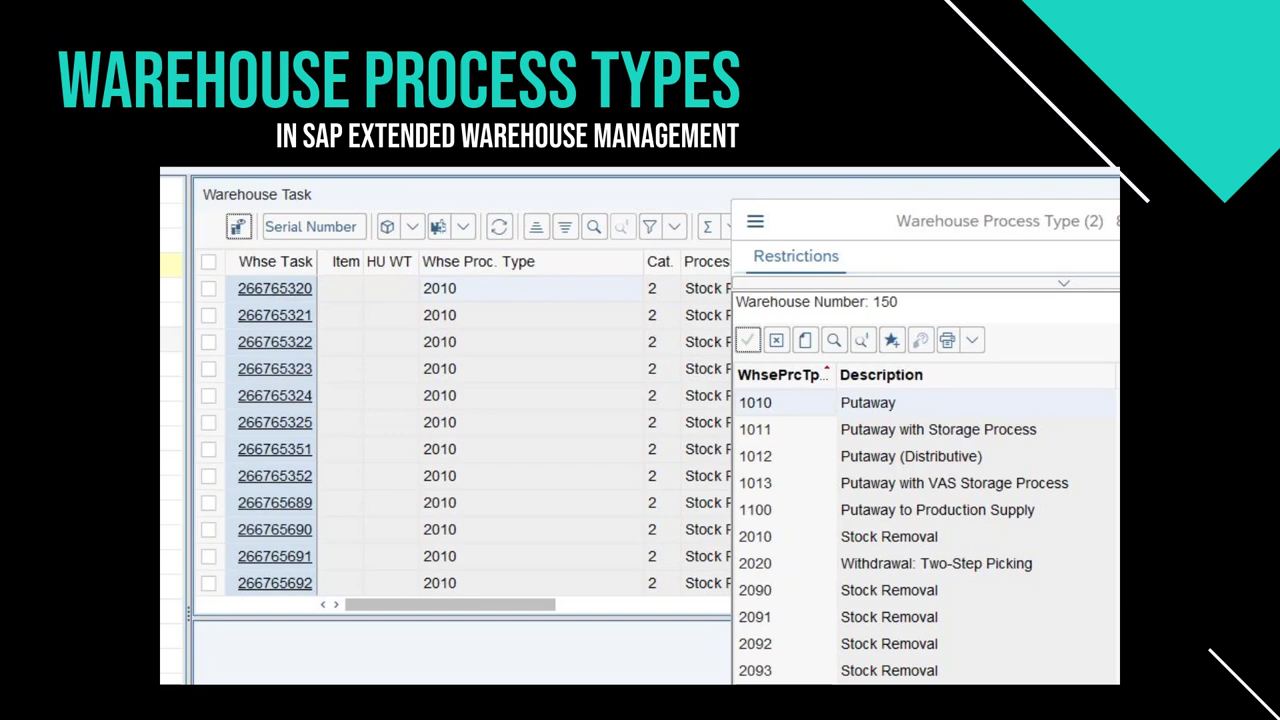 WAREHOUSE PROCESS TYPES
IN SAP EXTENDED WAREHOUSE MANAGEMENT
Warehouse Task
Serial Number
Whse Task Item HU WT Whse Proc. Type Cat. Proces
266765320 2010 2 Stock R
266765321 2010 2 Stock R
266765322 2010 2 Stock R
266765323 2010 2 Stock R
266765324 2010 2 Stock R
266765325 2010 2 Stock R
266765351 2010 2 Stock R
266765352 2010 2 Stock R
266765689 2010 2 Stock R
266765690 2010 2 Stock R
266765691 2010 2 Stock R
266765692 2010 2 Stock R
Warehouse Process Type (2)
Restrictions
Warehouse Number: 150
WhsePrcTp... Description
1010 Putaway
1011 Putaway with Storage Process
1012 Putaway (Distributive)
1013 Putaway with VAS Storage Process
1100 Putaway to Production Supply
2010 Stock Removal
2020 Withdrawal: Two-Step Picking
2090 Stock Removal
2091 Stock Removal
2092 Stock Removal
2093 Stock Removal